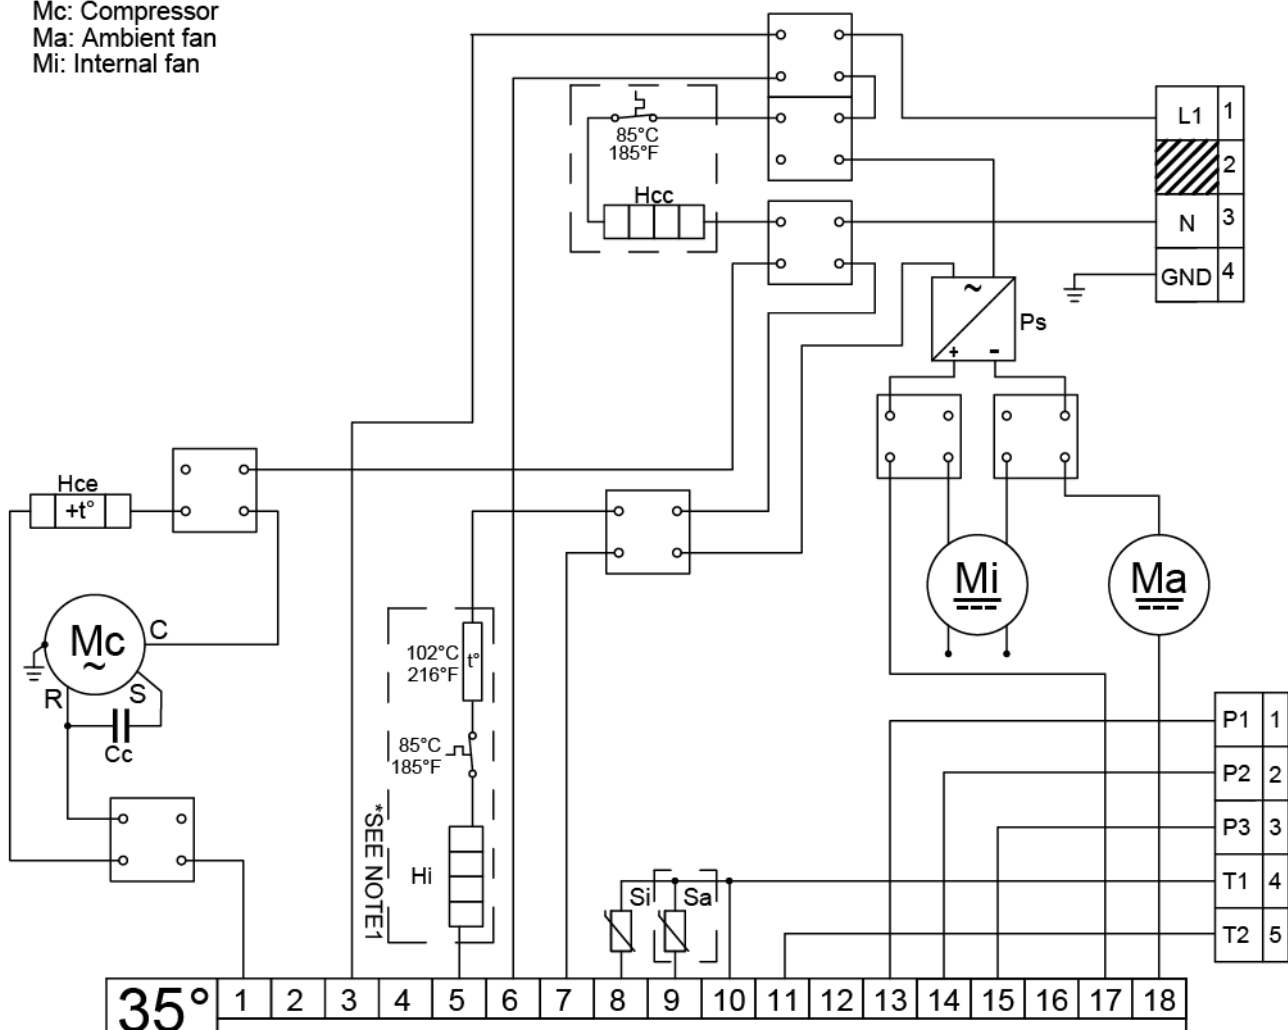 Mc: Compressor
Ma: Ambient fan
Mi: Internal fan
L1 1
2
N 3
GND 4
85°C
185°F
Hcc
~
Ps
+ -
Hce
+t°
Mc
~
C
R
S
Cc
Mi
Ma
102°C
216°F
t°
85°C
185°F
Hi
*SEE NOTE1
Si
Sa
P1 1
P2 2
P3 3
T1 4
T2 5
35° 1 2 3 4 5 6 7 8 9 10 11 12 13 14 15 16 17 18